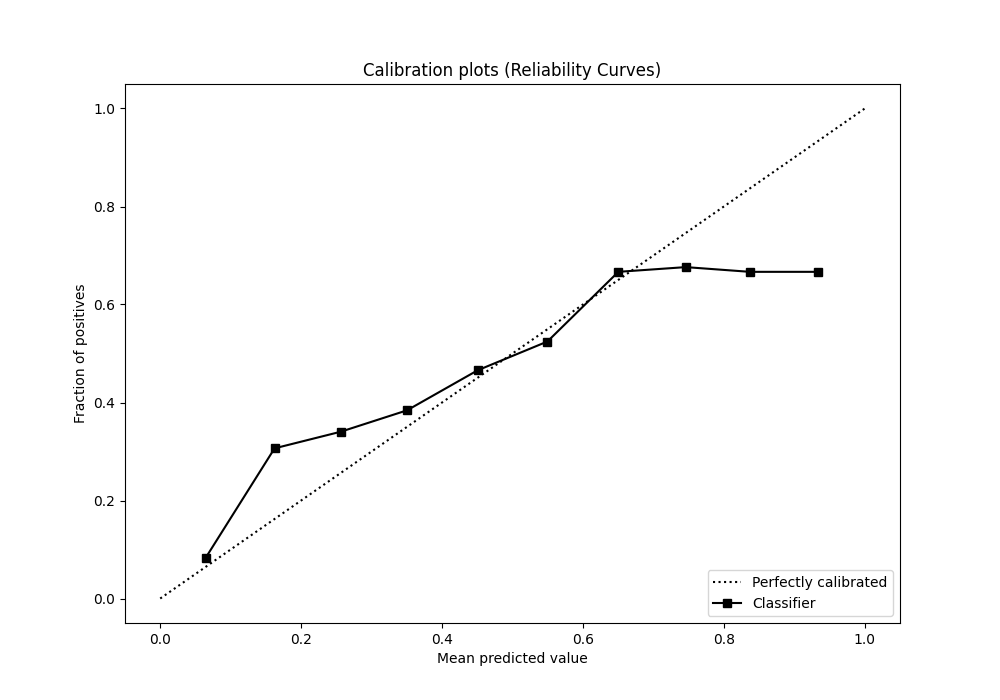 Calibration plots (Reliability Curves)
Fraction of positives
1.0
0.8
0.6
0.4
0.2
0.0
0.0 0.2 0.4 0.6 0.8 1.0
Mean predicted value
Perfectly calibrated
Classifier